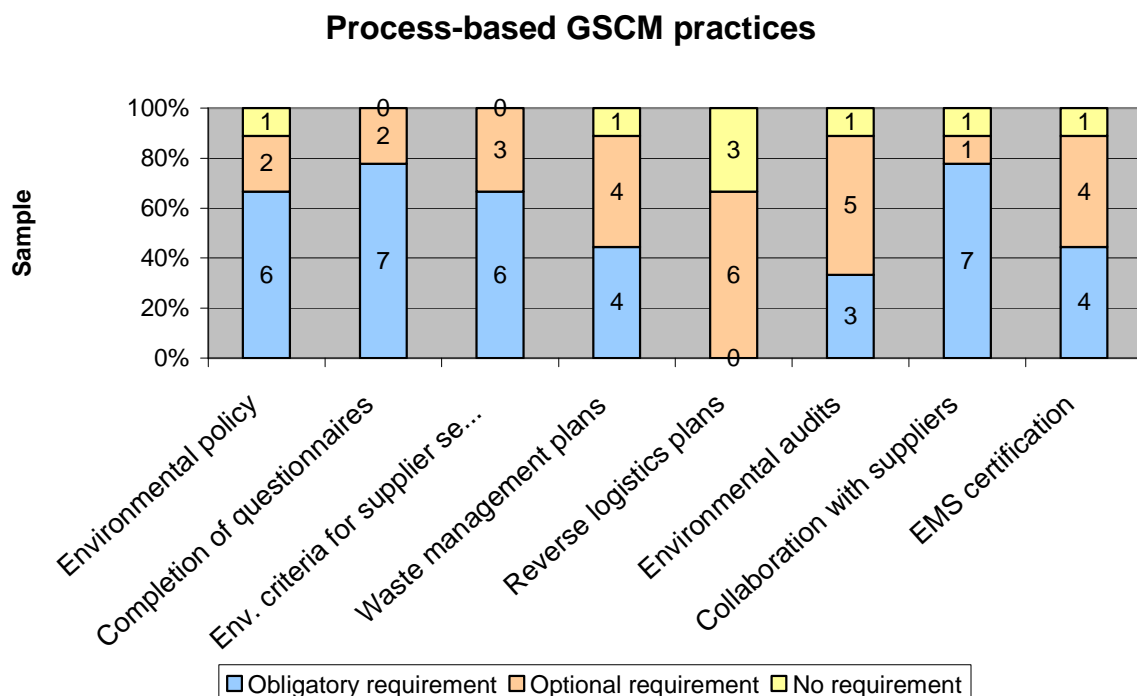 Process-based GSCM practices
Sample
100%
80%
60%
40%
20%
0%
1 0 0 1 3 1 1 1
2 2 3 4 6 5 1 4
6 7 6 4 0 3 7 4
Environmental policy
Completion of questionnaires
Env. criteria for supplier se...
Waste management plans
Reverse logistics plans
Environmental audits
Collaboration with suppliers
EMS certification
Obligatory requirement Optional requirement No requirement